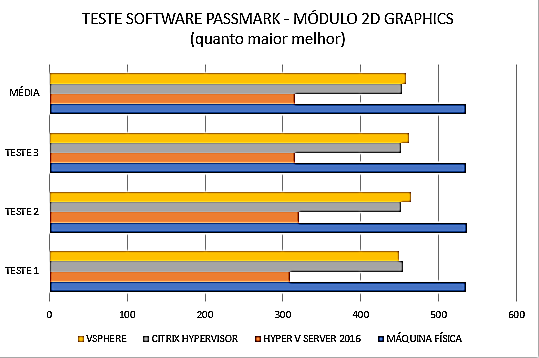 TESTE SOFTWARE PASSMARK - MÓDULO 2D GRAPHICS
(quanto maior melhor)
MÉDIA
TESTE 3
TESTE 2
TESTE 1
0 100 200 300 400 500 600
VSPHERE CITRIX HYPERVISOR HYPER V SERVER 2016 MÁQUINA FÍSICA